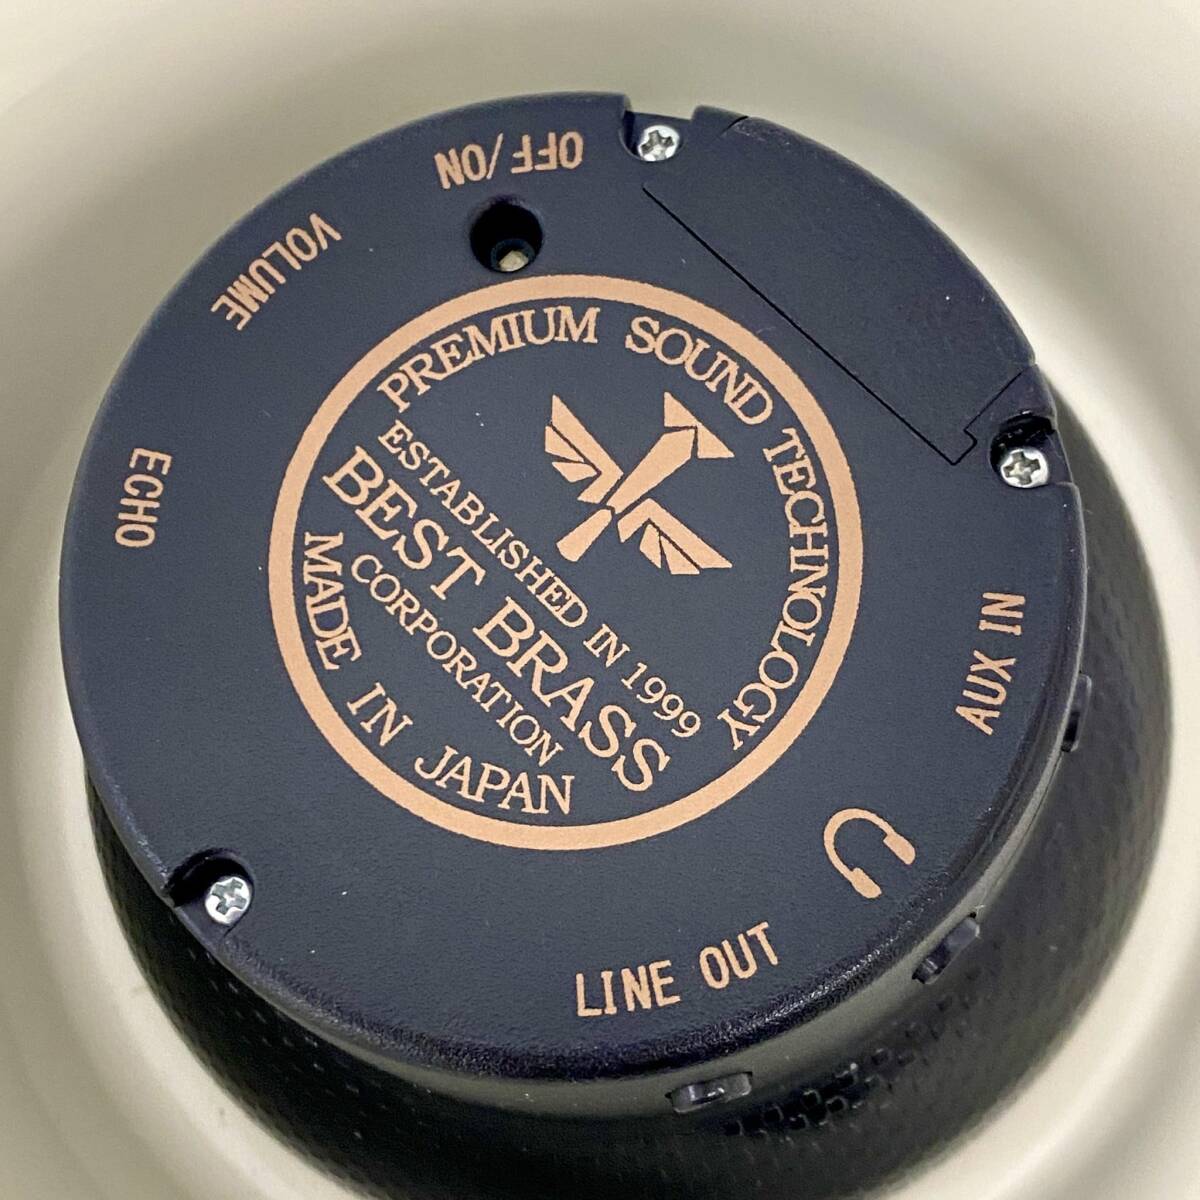 OFF/ON
VOLUME
ECHO
PREMIUM SOUND TECHNOLOGY
ESTABLISHED IN 1999
BEST BRASS
CORPORATION
MADE IN JAPAN
AUX IN
LINE OUT